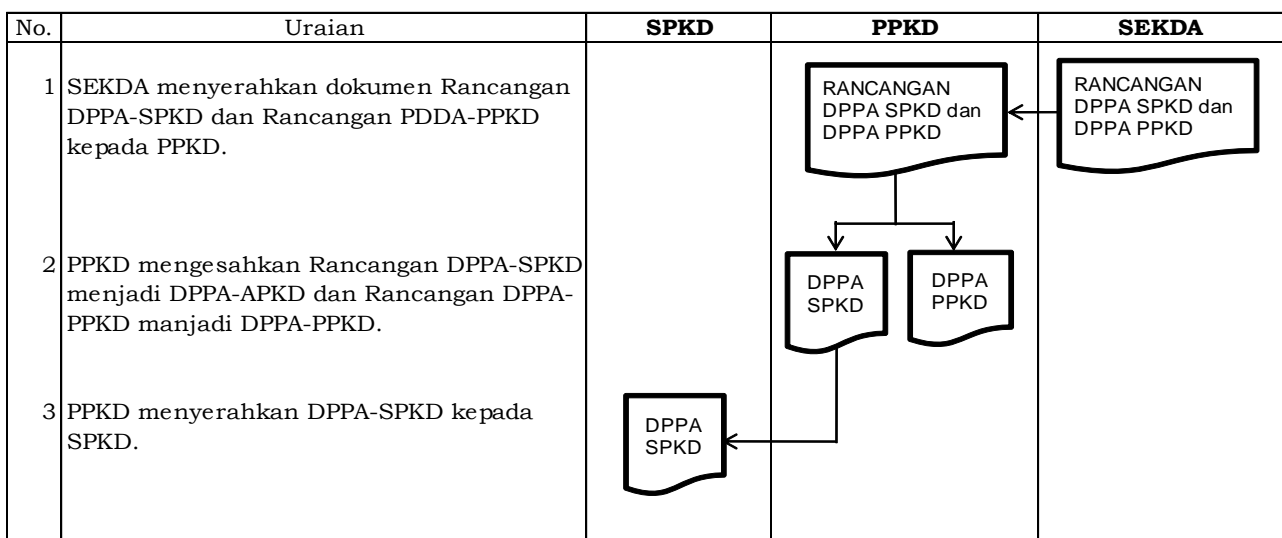 No. Uraian SPKD PPKD SEKDA
1 SEKDA menyerahkan dokumen Rancangan
DPPA-SPKD dan Rancangan PDDA-PPKD
kepada PPKD.
RANCANGAN
DPPA SPKD dan
DPPA PPKD
RANCANGAN
DPPA SPKD dan
DPPA PPKD
2 PPKD mengesahkan Rancangan DPPA-SPKD
menjadi DPPA-APKD dan Rancangan DPPA-
PPKD manjadi DPPA-PPKD.
DPPA
SPKD
DPPA
PPKD
3 PPKD menyerahkan DPPA-SPKD kepada
SPKD.
DPPA
SPKD